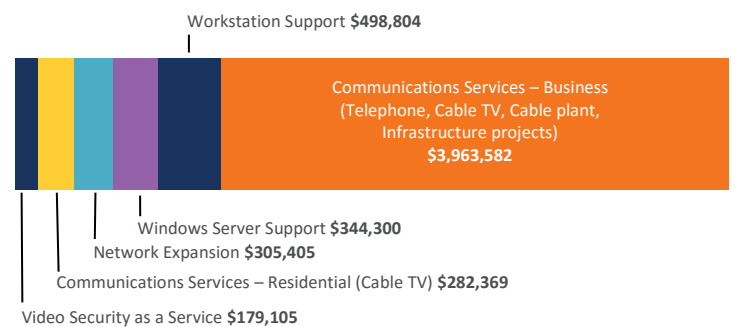 Workstation Support $498,804
Communications Services – Business
(Telephone, Cable TV, Cable plant,
Infrastructure projects)
$3,963,582
Windows Server Support $344,300
Network Expansion $305,405
Communications Services – Residential (Cable TV) $282,369
Video Security as a Service $179,105